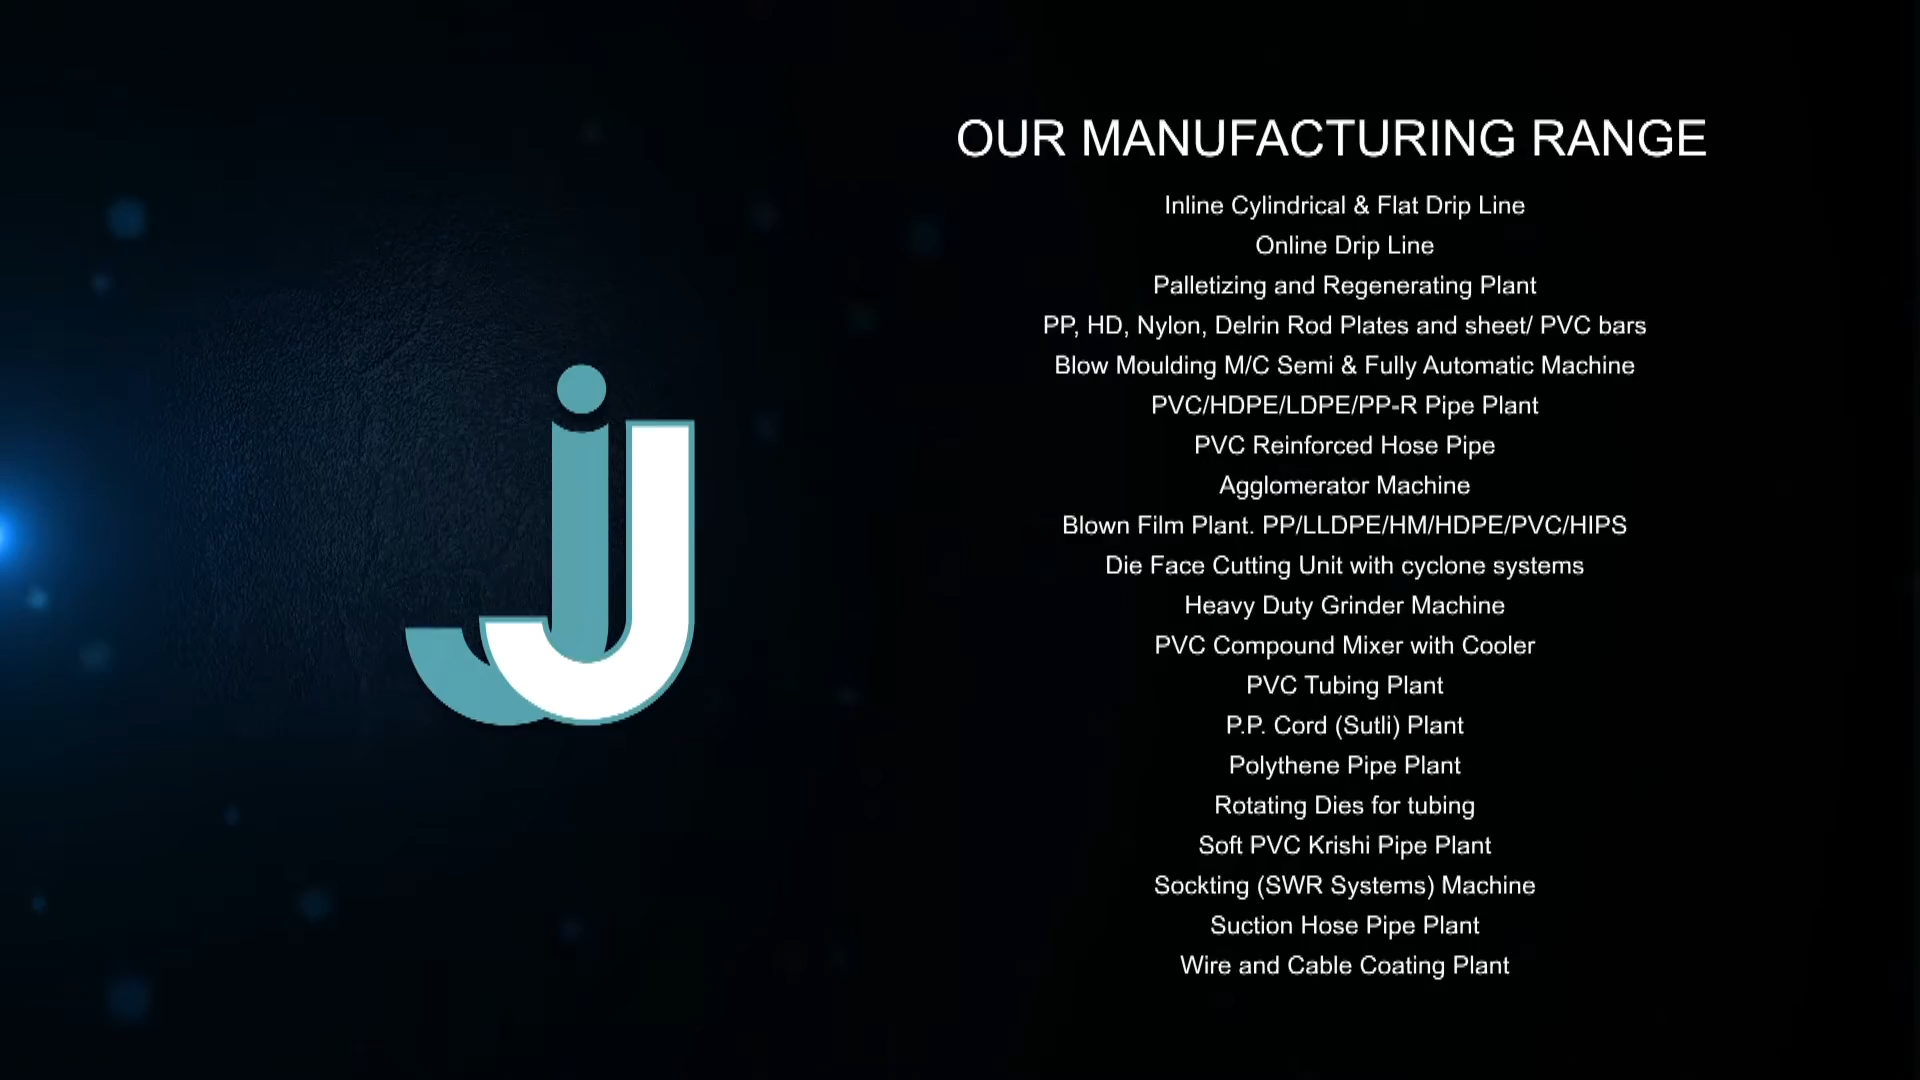 OUR MANUFACTURING RANGE
Inline Cylindrical & Flat Drip Line
Online Drip Line
Palletizing and Regenerating Plant
PP, HD, Nylon, Delrin Rod Plates and sheet/ PVC bars
Blow Moulding M/C Semi & Fully Automatic Machine
PVC/HDPE/LDPE/PP-R Pipe Plant
PVC Reinforced Hose Pipe
Agglomerator Machine
Blown Film Plant. PP/LLDPE/HM/HDPE/PVC/HIPS
Die Face Cutting Unit with cyclone systems
Heavy Duty Grinder Machine
PVC Compound Mixer with Cooler
PVC Tubing Plant
P.P. Cord (Sutli) Plant
Polythene Pipe Plant
Rotating Dies for tubing
Soft PVC Krishi Pipe Plant
Sockting (SWR Systems) Machine
Suction Hose Pipe Plant
Wire and Cable Coating Plant